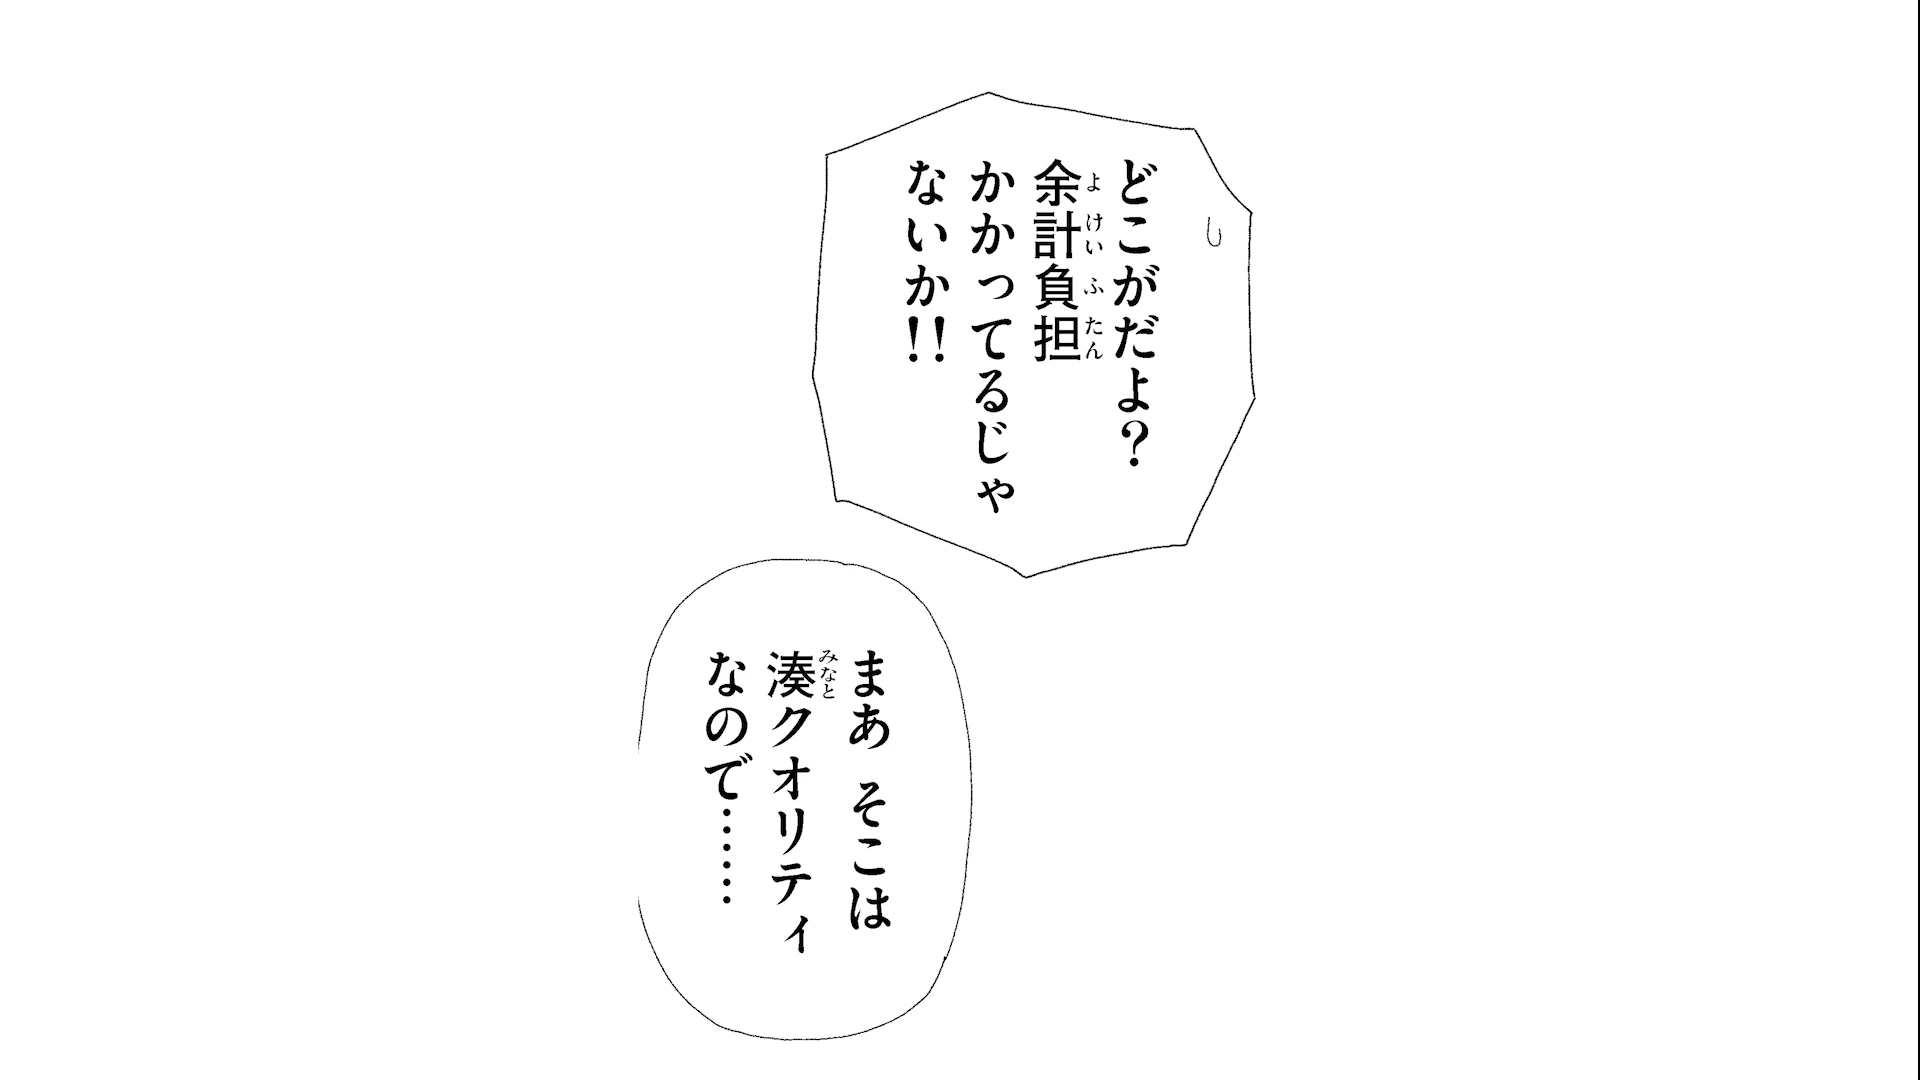 どこがだよ？
余計負担
かかってるじゃ
ないか!!
まあ そこは
湊クオリティ
なので……